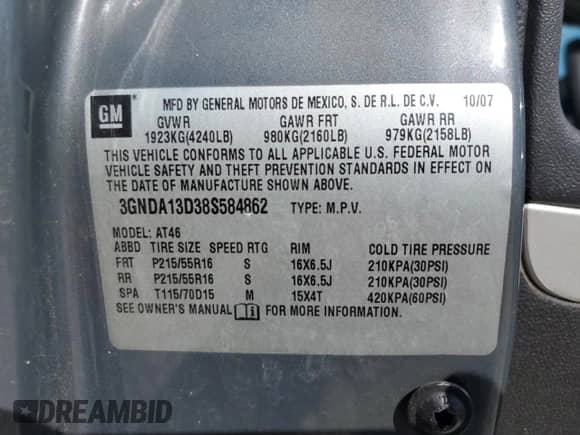 GM
MFD BY GENERAL MOTORS DE MEXICO, S. DE R.L. DE C.V. 10/07
GVWR GAWR FRT GAWR RR
1923KG(4240LB) 980KG(2160LB) 979KG(2158LB)
THIS VEHICLE CONFORMS TO ALL APPLICABLE U.S. FEDERAL MOTOR
VEHICLE SAFETY AND THEFT PREVENTION STANDARDS IN EFFECT ON
THE DATE OF MANUFACTURE SHOWN ABOVE.
3GNDA13D38S584862 TYPE: M.P.V.
MODEL: AT46
ABBD TIRE SIZE SPEED RTG RIM COLD TIRE PRESSURE
FRT P215/55R16 S 16X6.5J 210KPA(30PSI)
RR P215/55R16 S 16X6.5J 210KPA(30PSI)
SPA T115/70D15 M 15X4T 420KPA(60PSI)
SEE OWNER'S MANUAL FOR MORE INFORMATION.
DREAMBID